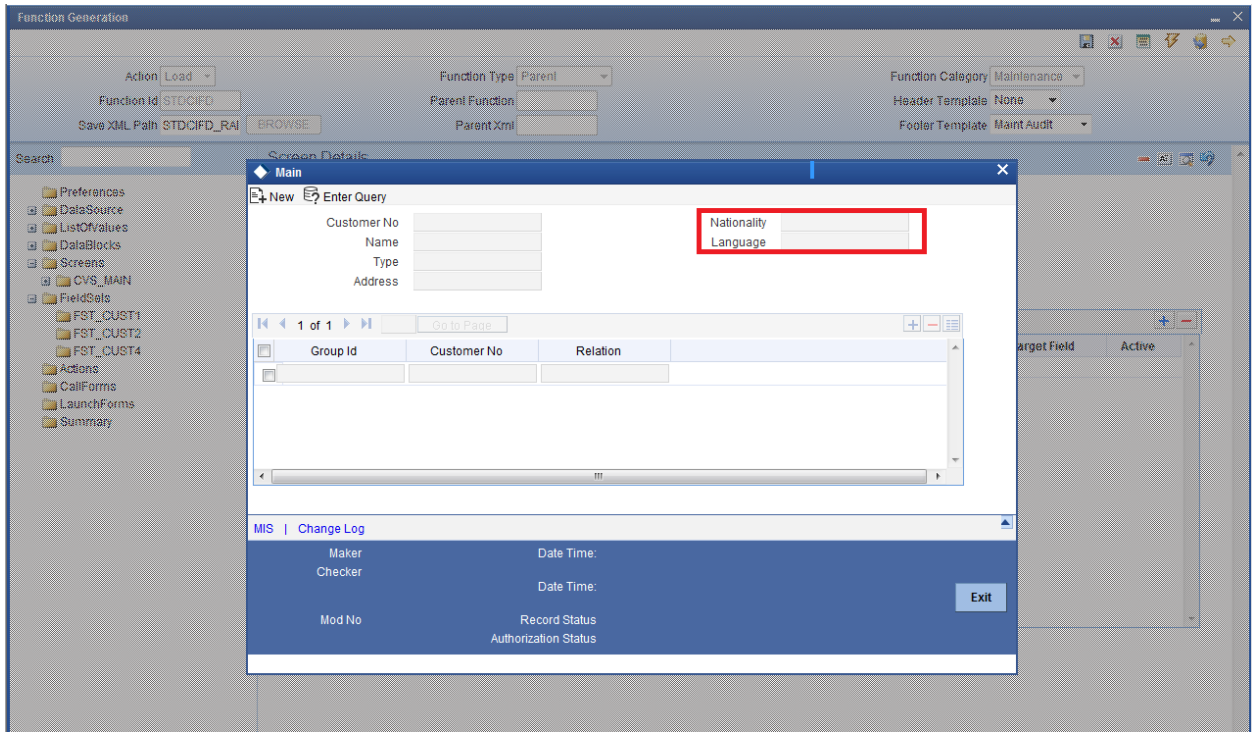 Function Generation
Action Load Function Type Parent Function Category Maintenance
Function Id STDCIFD Parent Function Header Template None
Save XML Path STDCIFD_RAI BROWSE Parent Xml Footer Template Maint Audit
Search Screen Details
Preferences
DataSource
ListOfValues
DataBlocks
Screens
CVS_MAIN
FieldSets
FST_CUST1
FST_CUST2
FST_CUST4
Actions
CallForms
LaunchForms
Summary
arget Field Active
Main
New Enter Query
Customer No Nationality
Name Language
Type
Address
1 of 1 Go to Page
Group Id Customer No Relation
MIS | Change Log
Maker Date Time:
Checker
Date Time:
Exit
Mod No Record Status
Authorization Status